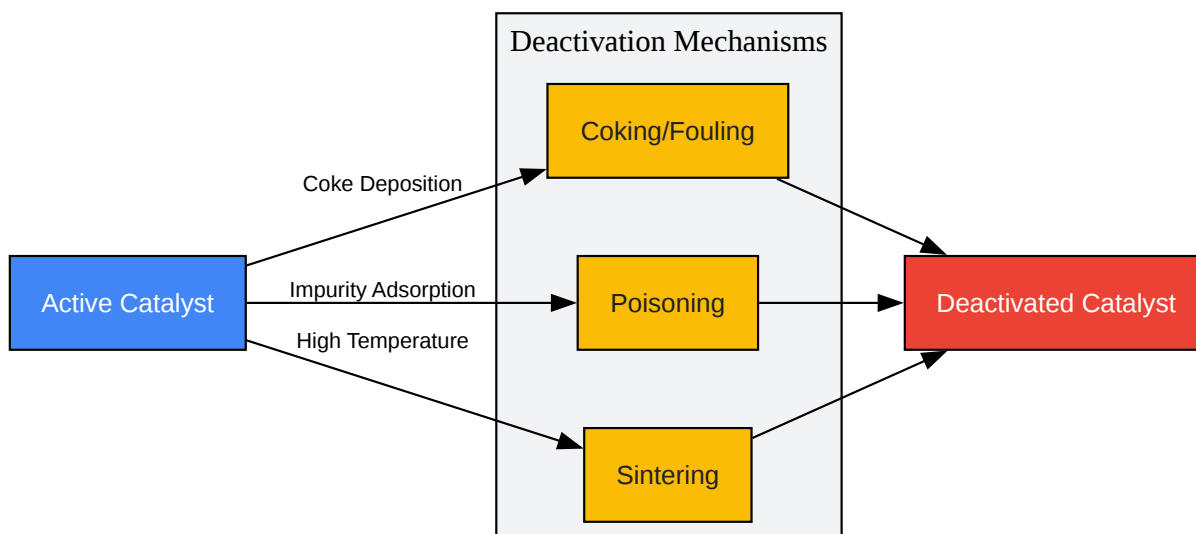 Deactivation Mechanisms
Coking/Fouling
Coke Deposition
Active Catalyst
Impurity Adsorption
Poisoning
Deactivated Catalyst
High Temperature
Sintering